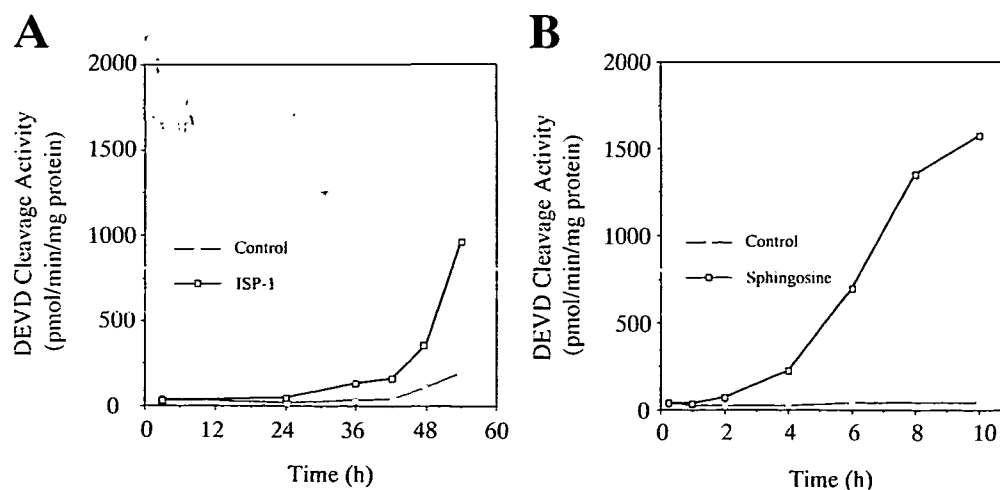 A
DEVD Cleavage Activity
(pmol/min/mg protein)
2000
1500
1000
500
0
Control
ISP-1
0 12 24 36 48 60
Time (h)
B
DEVD Cleavage Activity
(pmol/min/mg protein)
2000
1500
1000
500
0
Control
Sphingosine
0 2 4 6 8 10
Time (h)